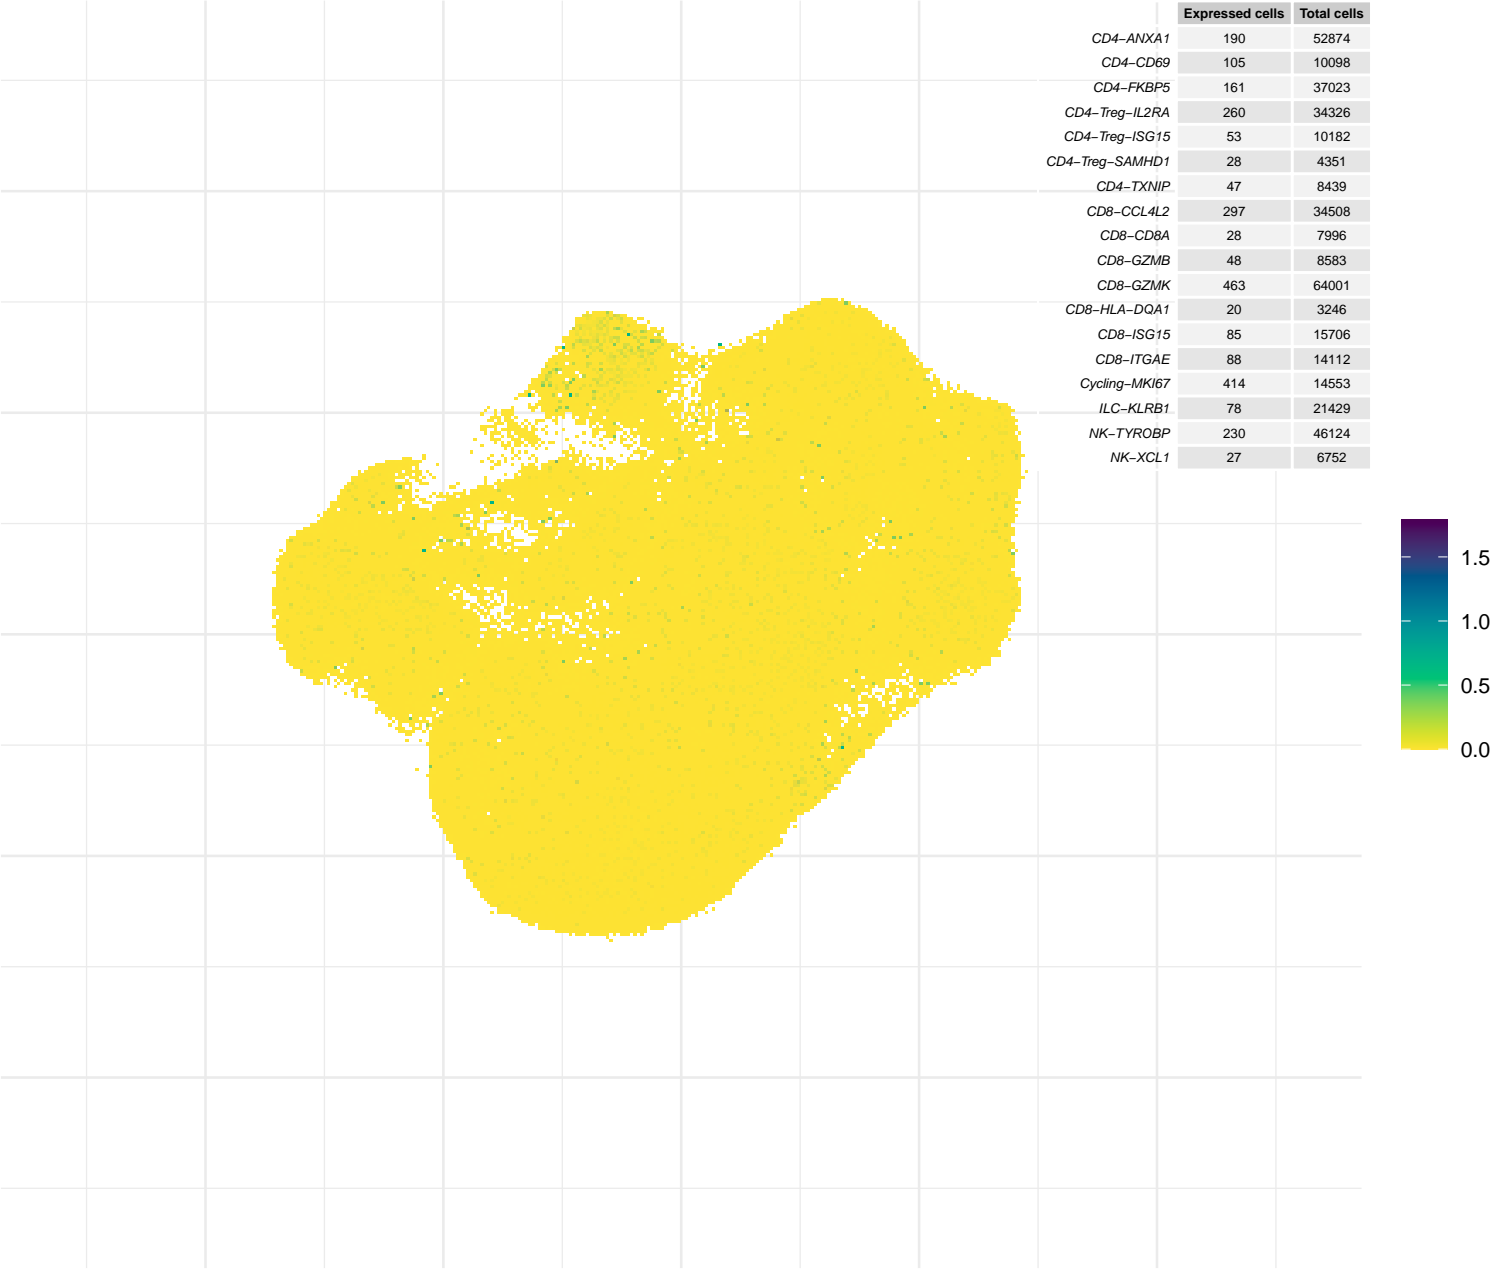 Expressed cells Total cells
CD4−ANXA1 190 52874
CD4−CD69 105 10098
CD4−FKBP5 161 37023
CD4−Treg−IL2RA 260 34326
CD4−Treg−ISG15 53 10182
CD4−Treg−SAMHD1 28 4351
CD4−TXNIP 47 8439
CD8−CCL4L2 297 34508
CD8−CD8A 28 7996
CD8−GZMB 48 8583
CD8−GZMK 463 64001
CD8−HLA−DQA1 20 3246
CD8−ISG15 85 15706
CD8−ITGAE 88 14112
Cycling−MKI67 414 14553
ILC−KLRB1 78 21429
NK−TYROBP 230 46124
NK−XCL1 27 6752
1.5
1.0
0.5
0.0